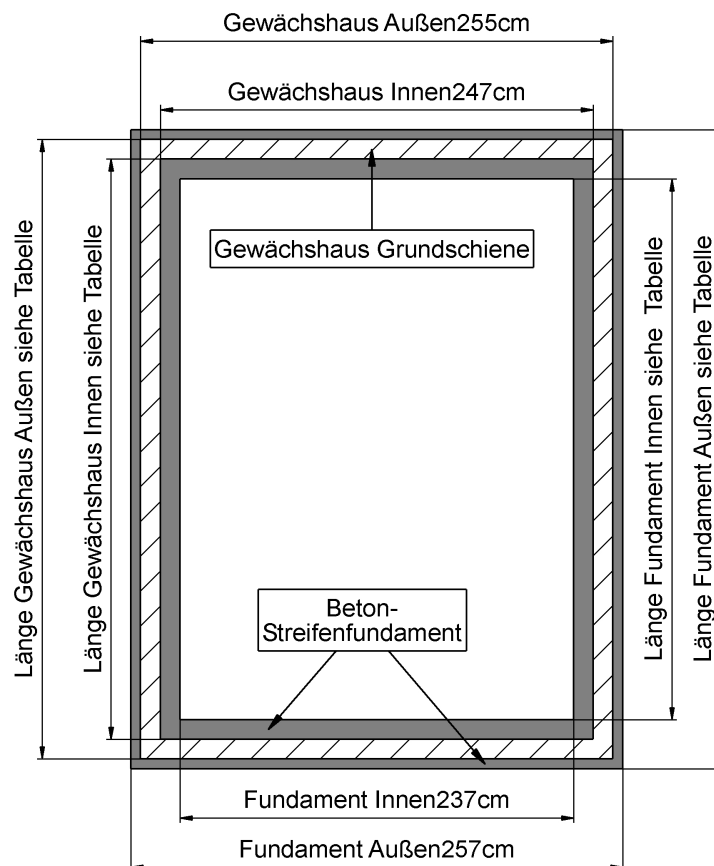 Gewächshaus Außen255cm
Gewächshaus Innen247cm
Länge Gewächshaus Außen siehe Tabelle
Länge Gewächshaus Innen siehe Tabelle
Gewächshaus Grundschiene
Länge Fundament Innen siehe Tabelle
Länge Fundament Außen siehe Tabelle
Beton-
Streifenfundament
Fundament Innen237cm
Fundament Außen257cm